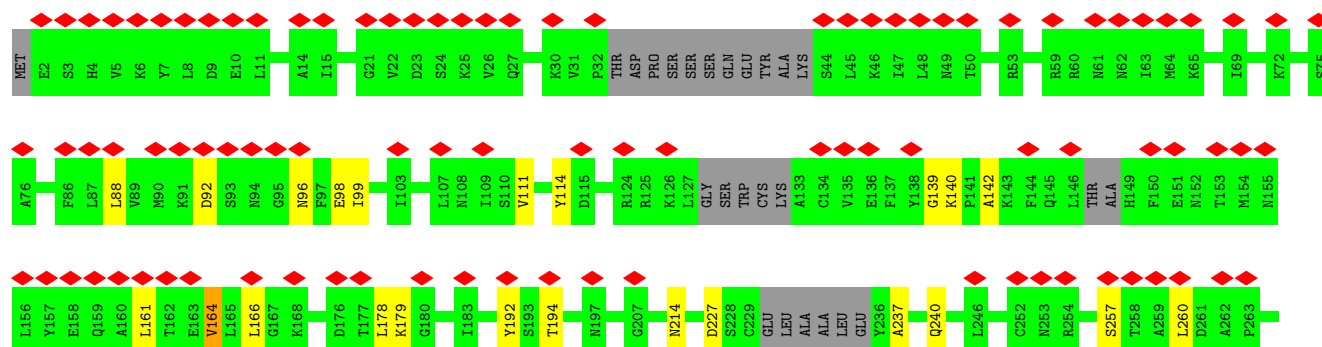 MET E2 S3 H4 V5 K6 Y7 L8 D9 E10 L11 A14 I15 G21 V22 D23 S24 K25 V26 Q27 K30 V31 P32 THR ASP PRO SER SER SER GLN GLU TYR ALA LYS S44 L45 K46 I47 L48 N49 T50 R53 R59 R60 N61 N62 I63 M64 K65 I69 K72 S75
A76 F86 L87 L88 V89 M90 K91 D92 S93 N94 G95 N96 F97 E98 I99 I103 L107 N108 I109 S110 V111 Y114 D115 R124 R125 K126 L127 GLY SER TRP CYS LYS A133 C134 V135 E136 F137 Y138 G139 K140 P141 A142 K143 F144 Q145 L146 THR ALA H149 F150 E151 N152 T153 M154 N155
L156 Y157 E158 Q159 A160 L161 T162 E163 V164 L165 L166 G167 K168 D176 T177 L178 K179 G180 I183 Y192 S193 T194 N197 G207 N214 D227 S228 C229 GLU LEU ALA ALA LEU GLU Y236 A237 Q240 L246 C252 N253 R254 S257 T258 A259 L260 D261 A262 P263